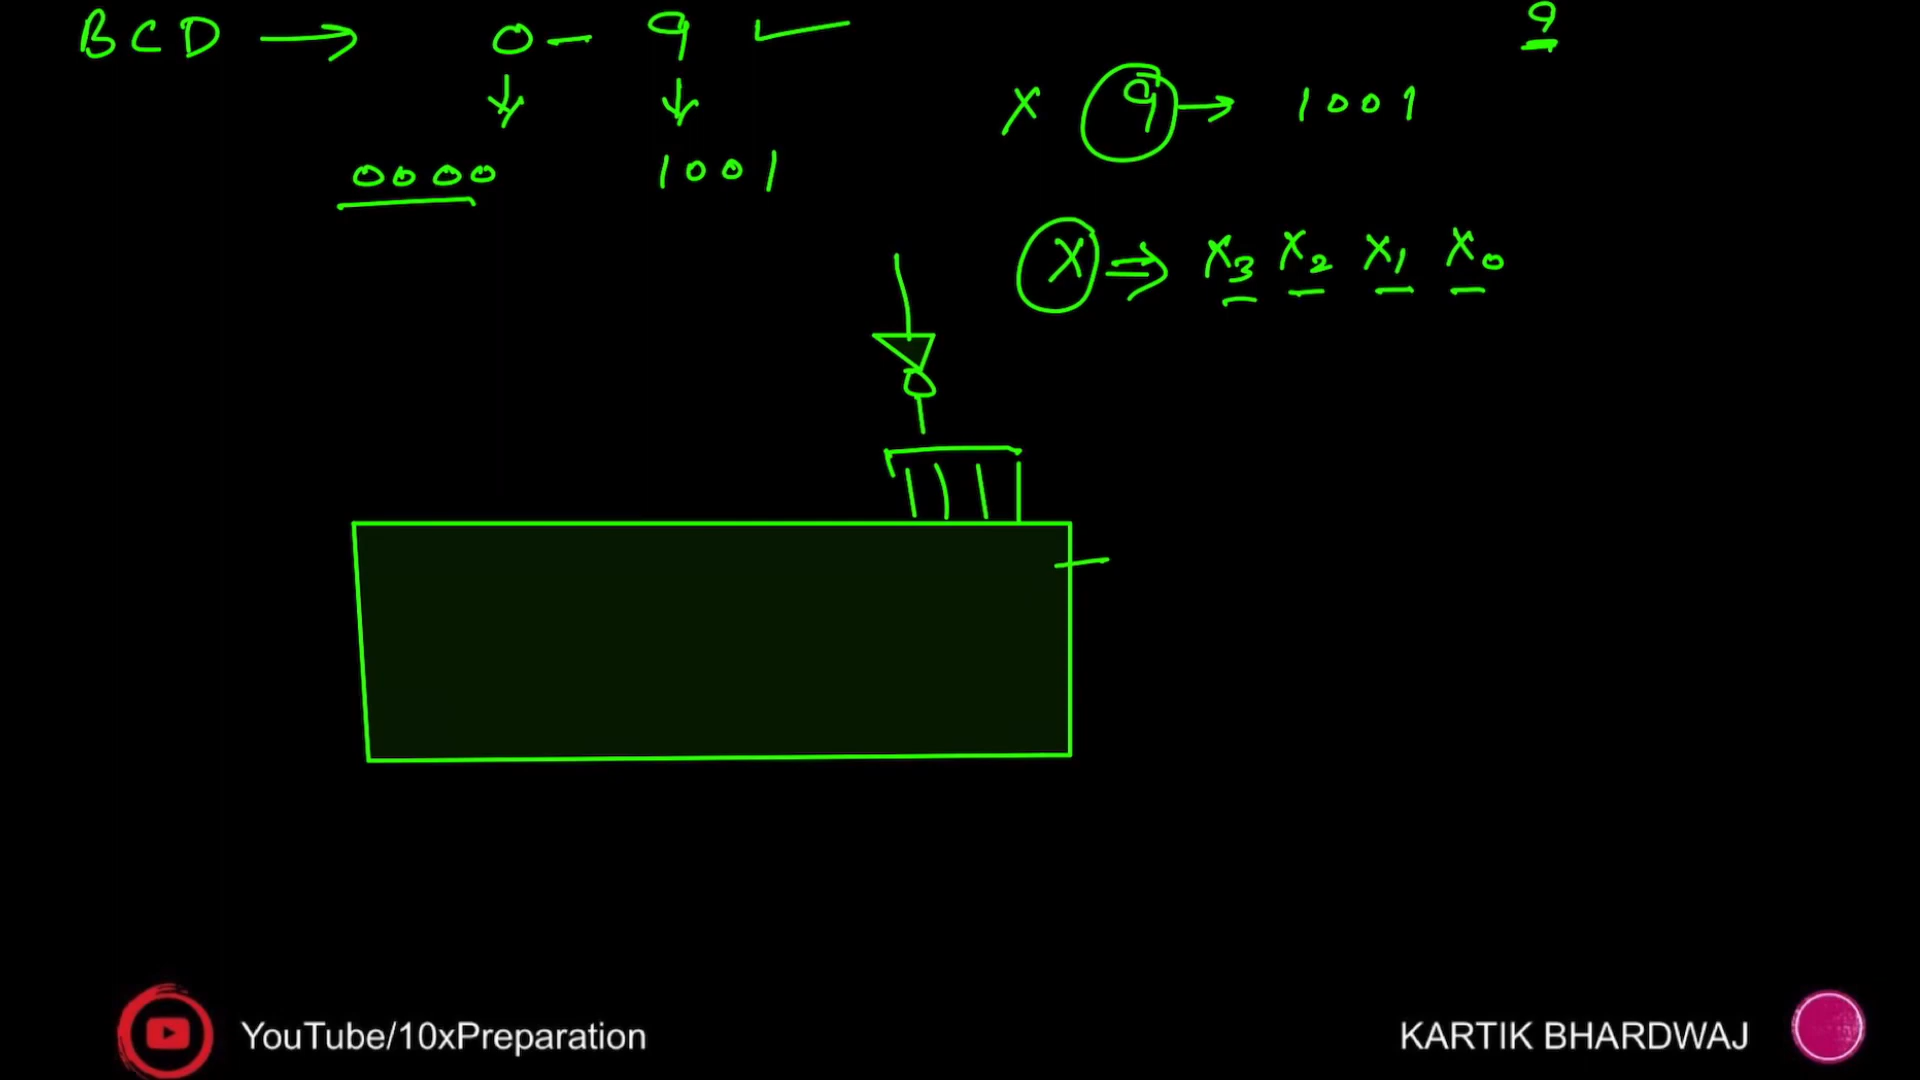 BCD → 0 - 9 ✓
9
0000 1001
X 9 → 1001
X ⇒ X3 X2 X1 X0
YouTube/10xPreparation
KARTIK BHARDWAJ